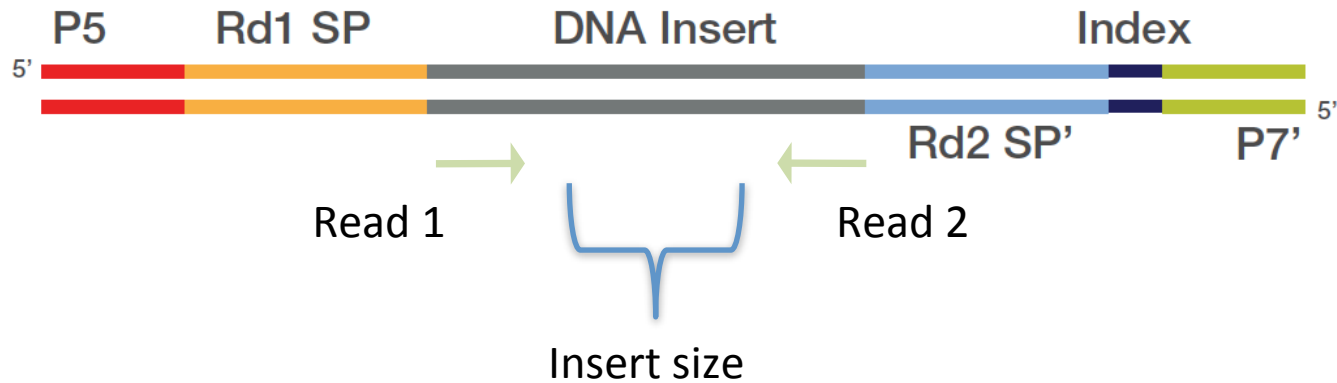 P5 Rd1 SP DNA Insert Index
5’
5’
Rd2 SP’ P7’
Read 1 Read 2
Insert size